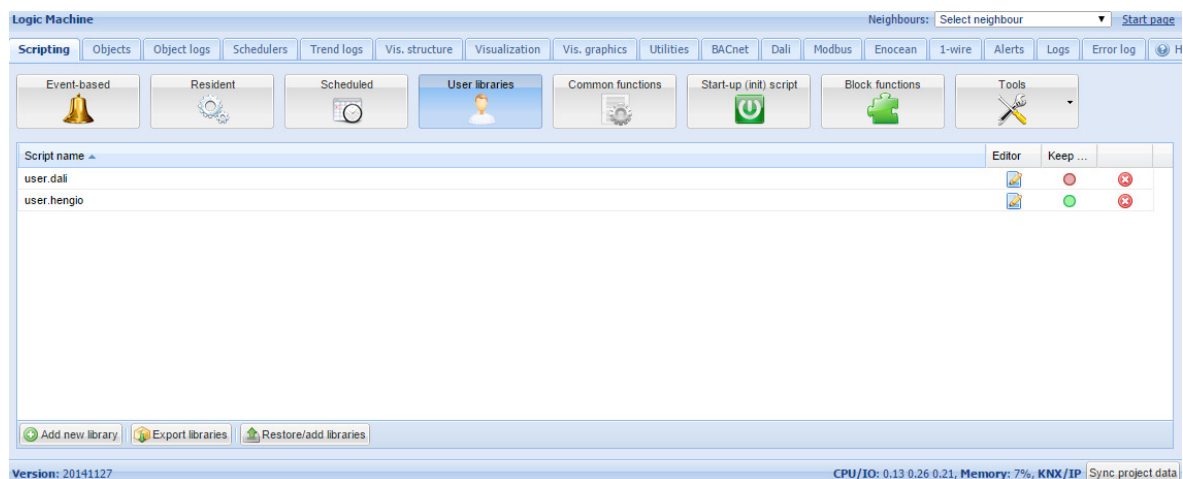 Logic Machine Neighbours: Select neighbour Start page
Scripting Objects Object logs Schedulers Trend logs Vis. structure Visualization Vis. graphics Utilities BACnet Dali Modbus Enocean 1-wire Alerts Logs Error log H
Event-based Resident Scheduled User libraries Common functions Start-up (init) script Block functions Tools
Script name Editor Keep ...
user.dali
user.hengio
Add new library Export libraries Restore/add libraries
Version: 20141127 CPU/IO: 0.13 0.26 0.21, Memory: 7%, KNX/IP Sync project data